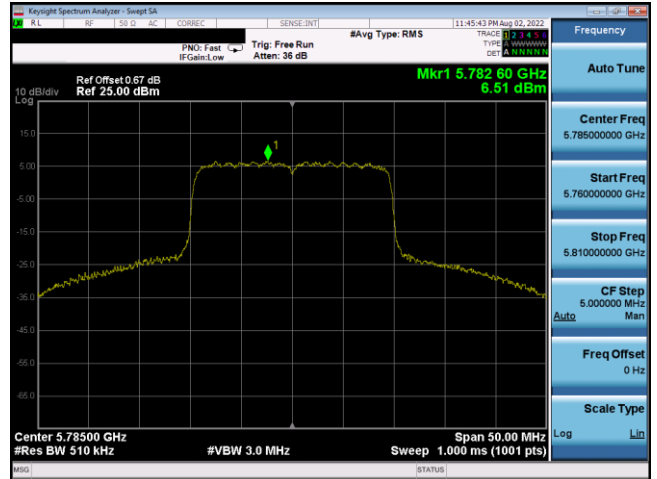 Keysight Spectrum Analyzer - Swept SA
LXI RL RF 50 Ω AC CORREC SENSE:INT 11:45:43 PM Aug 02, 2022
#Avg Type: RMS TRACE 1 2 3 4 5 6
PNO: Fast Trig: Free Run TYPE A WWWWW
IFGain:Low Atten: 36 dB DET A N N N N N
Mkr1 5.782 60 GHz
Ref Offset 0.67 dB
10 dB/div Ref 25.00 dBm 6.51 dBm
Log
15.0
1
5.00
-5.00
-15.0
-25.0
-35.0
-45.0
-55.0
-65.0
Center 5.78500 GHz Span 50.00 MHz
#Res BW 510 kHz #VBW 3.0 MHz Sweep 1.000 ms (1001 pts)
MSG STATUS
Frequency
Auto Tune
Center Freq
5.785000000 GHz
Start Freq
5.760000000 GHz
Stop Freq
5.810000000 GHz
CF Step
5.000000 MHz
Auto Man
Freq Offset
0 Hz
Scale Type
Log Lin